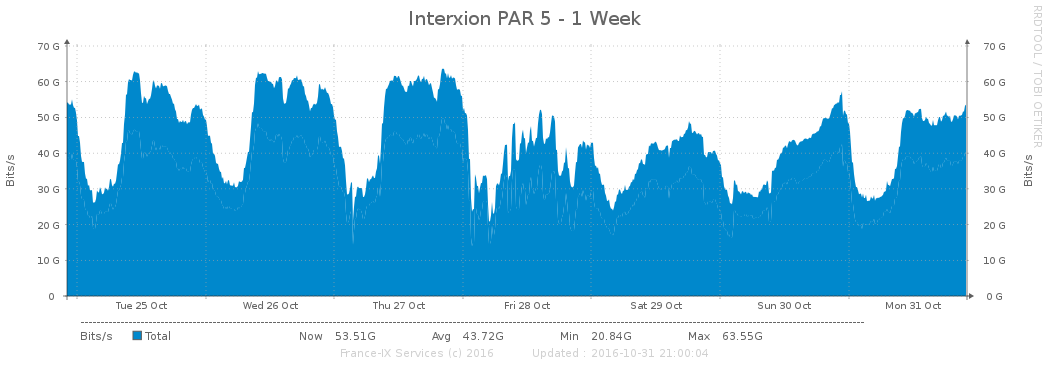 Interxion PAR 5 - 1 Week
RRDTOOL / TOBI OETIKER
Bits/s
Bits/s
70 G 70 G
60 G 60 G
50 G 50 G
40 G 40 G
30 G 30 G
20 G 20 G
10 G 10 G
0 0 G
Tue 25 Oct Wed 26 Oct Thu 27 Oct Fri 28 Oct Sat 29 Oct Sun 30 Oct Mon 31 Oct
Bits/s Total Now 53.51G Avg 43.72G Min 20.84G Max 63.55G
France-IX Services (c) 2016 Updated : 2016-10-31 21:00:04